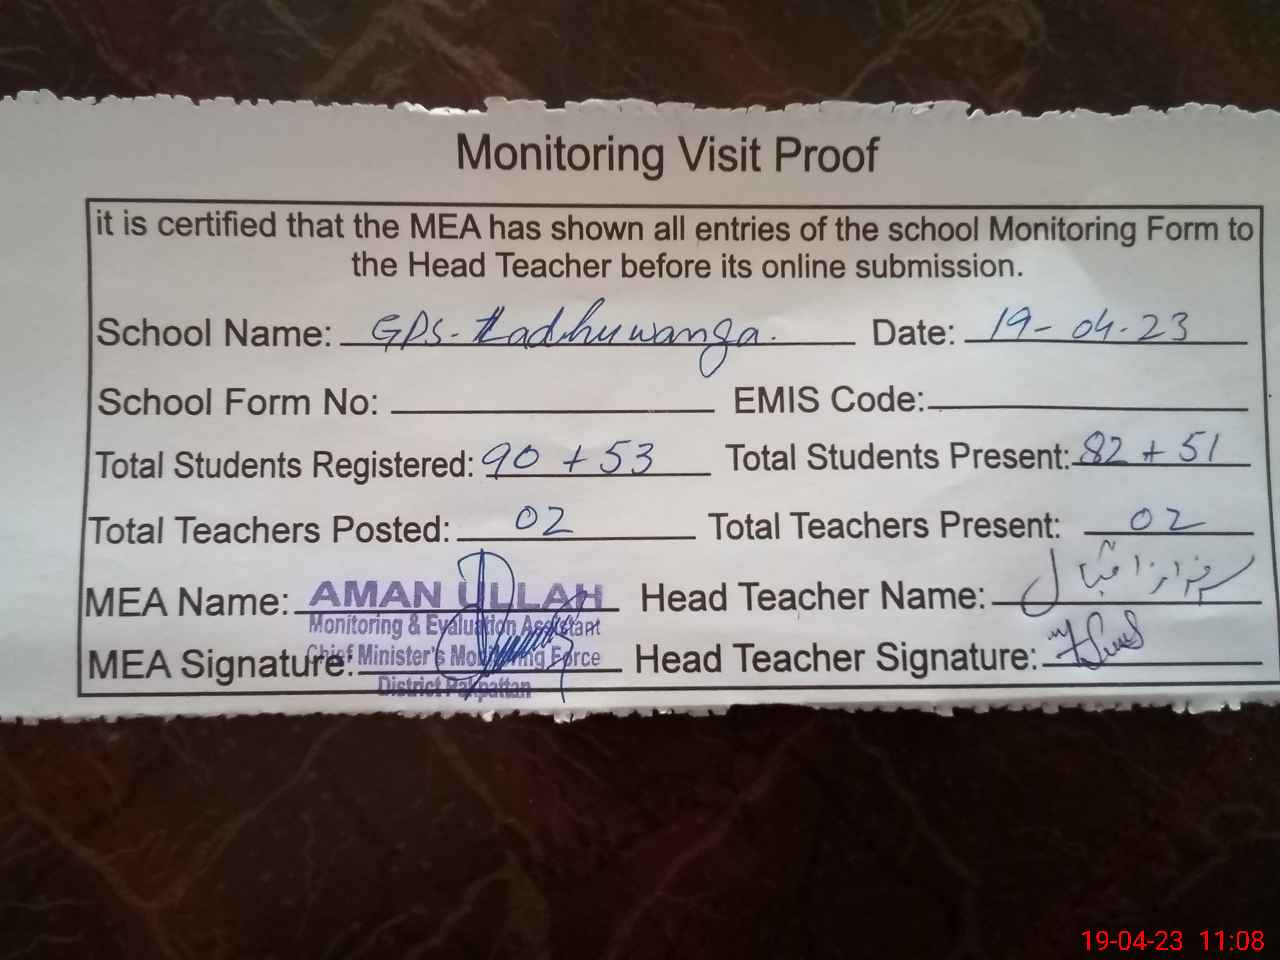 Monitoring Visit Proof
it is certified that the MEA has shown all entries of the school Monitoring Form to
the Head Teacher before its online submission.
School Name: GPS. Date: 19-04-23
School Form No: EMIS Code:
Total Students Registered: 90 + 53 Total Students Present: 82 + 51
Total Teachers Posted: 02 Total Teachers Present: 02
MEA Name: AMAN ULLAH Head Teacher Name: سرفراز اقبال
Monitoring & Evaluation Assistant
MEA Signature: Chief Minister's Monitoring Force Head Teacher Signature:
District Pakpattan
19-04-23 11:08